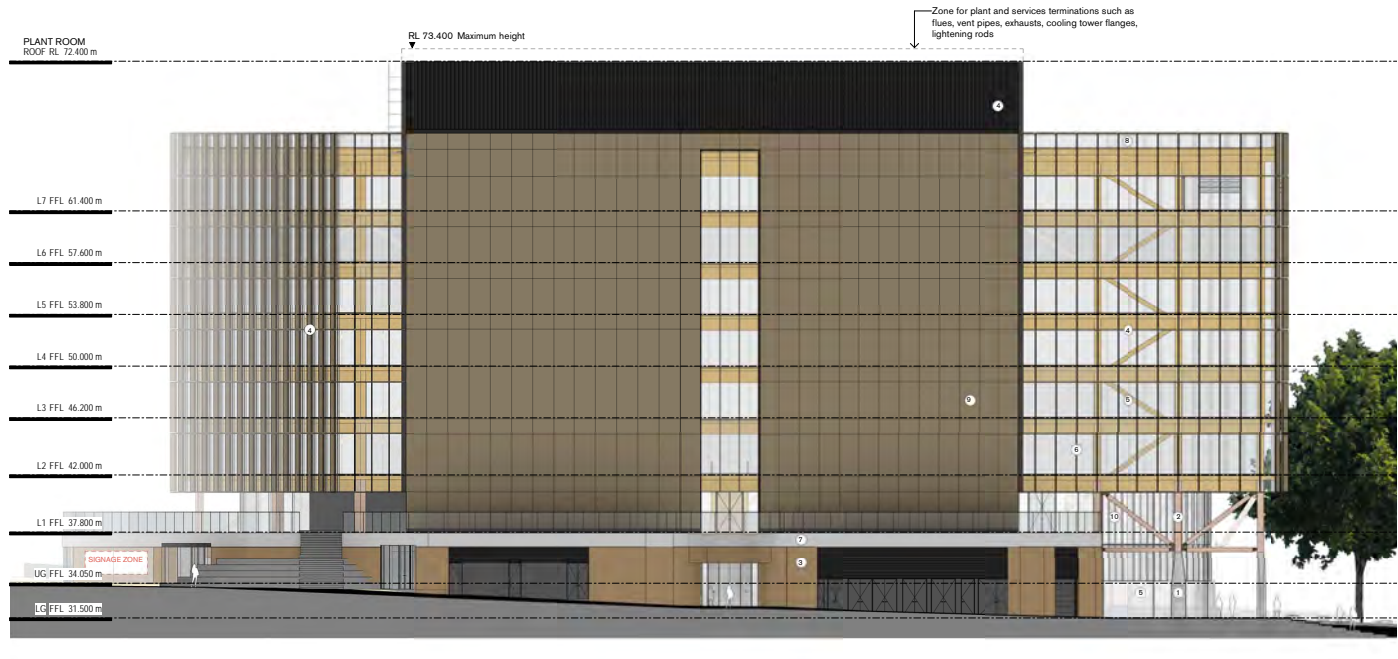 Zone for plant and services terminations such as
flues, vent pipes, exhausts, cooling tower flanges,
lightening rods
PLANT ROOM
ROOF RL 72.400 m
RL 73.400 Maximum height
4
8
L7 FFL 61.400 m
L6 FFL 57.600 m
L5 FFL 53.800 m
4
4
L4 FFL 50.000 m
9
5
L3 FFL 46.200 m
6
L2 FFL 42.000 m
10
2
L1 FFL 37.800 m
7
SIGNAGE ZONE
3
UG FFL 34.050 m
5
1
LG FFL 31.500 m